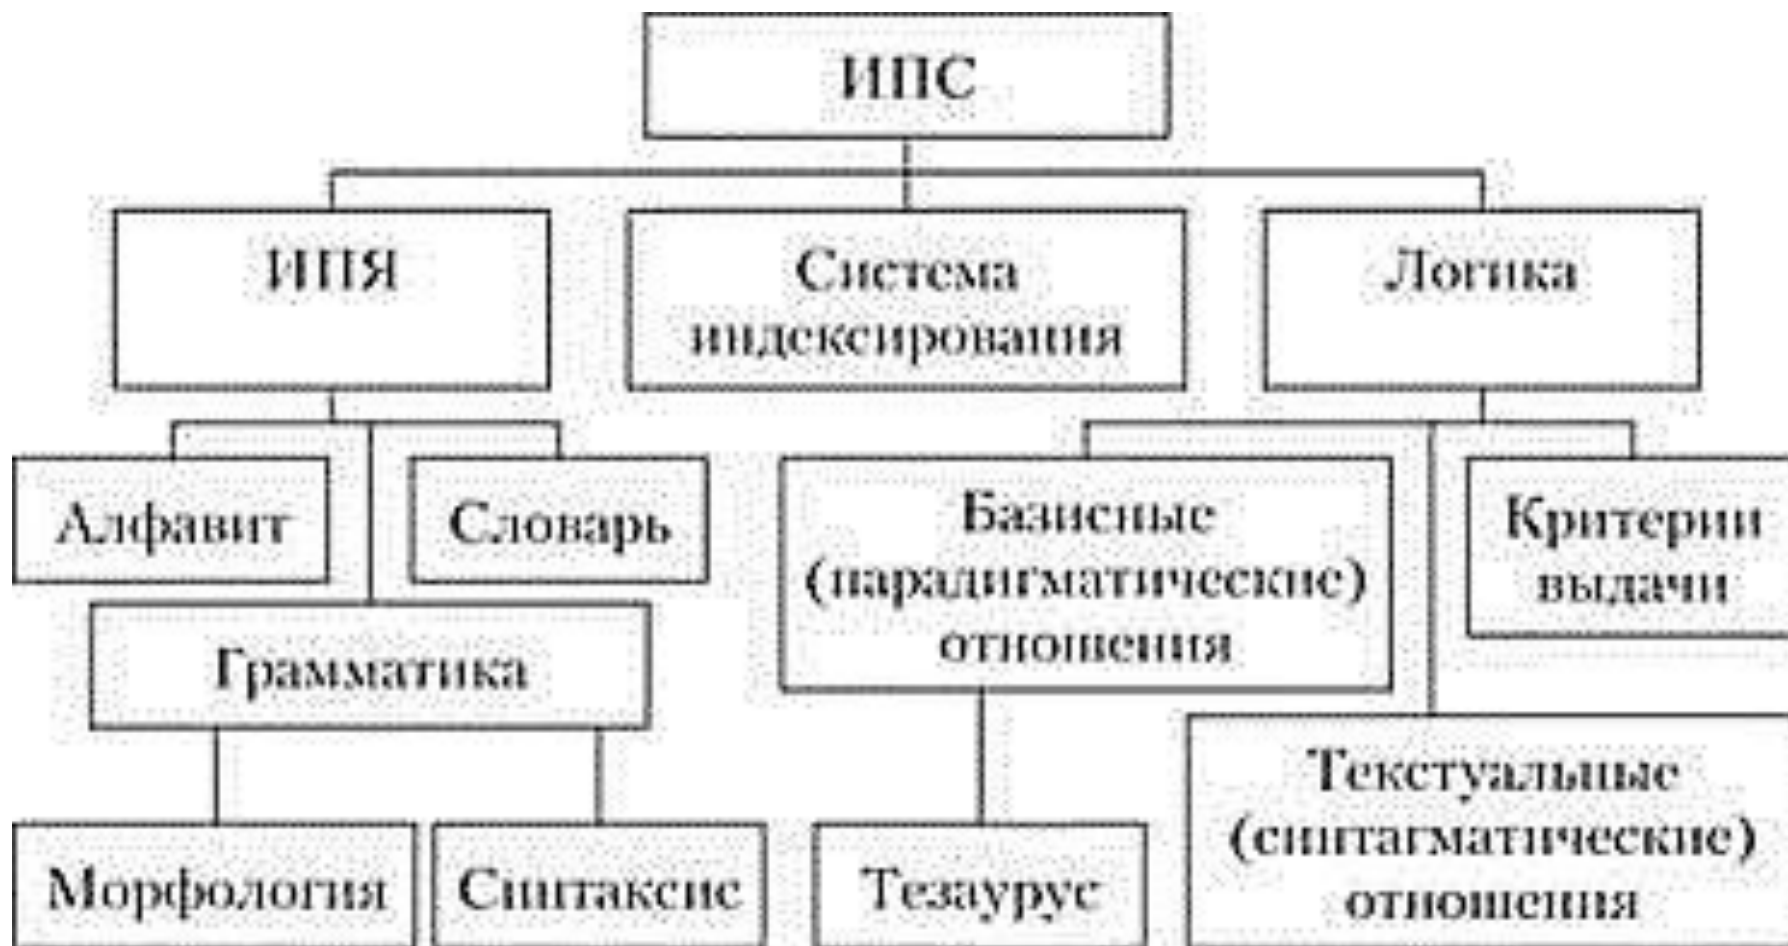 ИПС
ИПЯ
Система
индексирования
Логика
Алфавит
Словарь
Базисные
(парадигматические)
отношения
Критерии
выдачи
Грамматика
Текстуальные
(синтагматические)
отношения
Морфология
Синтаксис
Тезаурус